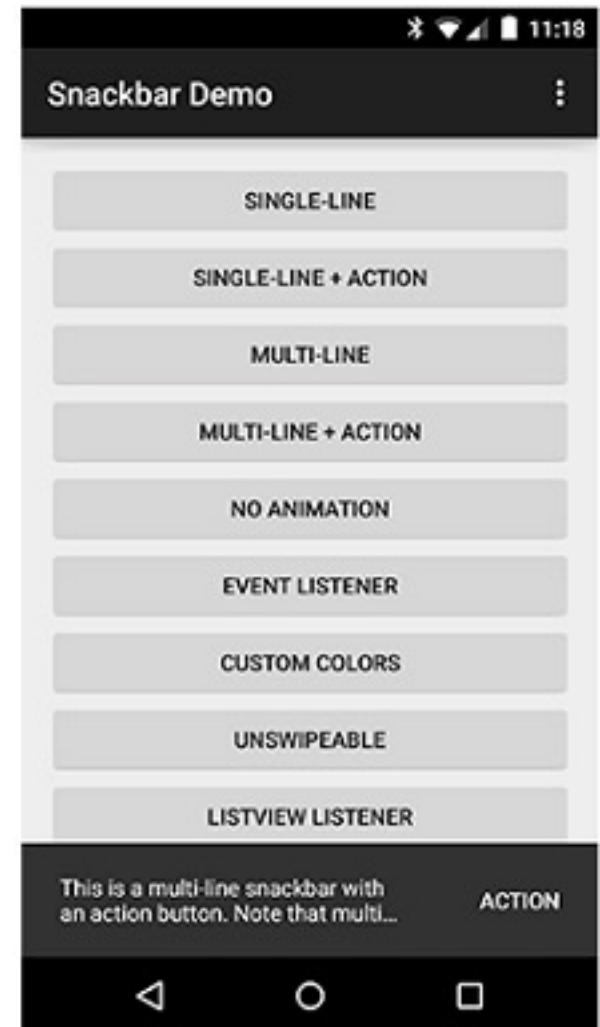 11:18
Snackbar Demo
SINGLE-LINE
SINGLE-LINE + ACTION
MULTI-LINE
MULTI-LINE + ACTION
NO ANIMATION
EVENT LISTENER
CUSTOM COLORS
UNSWIPEABLE
LISTVIEW LISTENER
This is a multi-line snackbar with
an action button. Note that multi...
ACTION